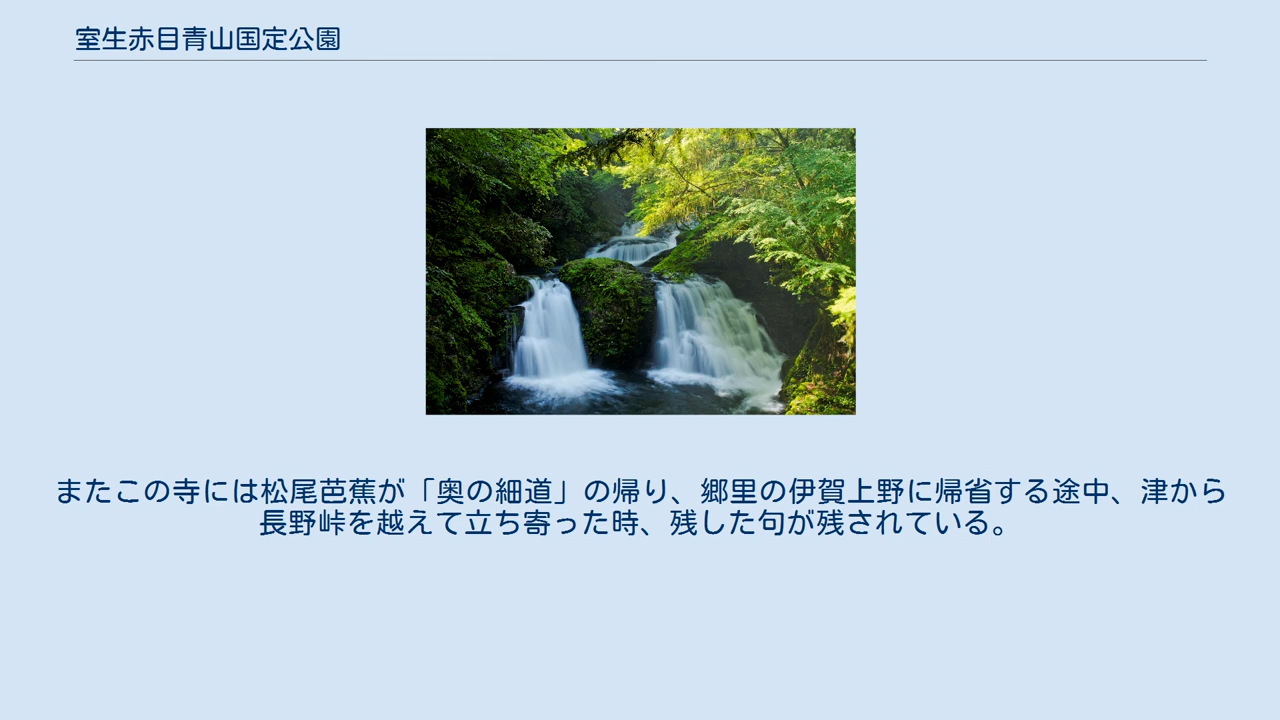 室生赤目青山国定公園
またこの寺には松尾芭蕉が「奥の細道」の帰り、郷里の伊賀上野に帰省する途中、津から
長野峠を越えて立ち寄った時、残した句が残されている。